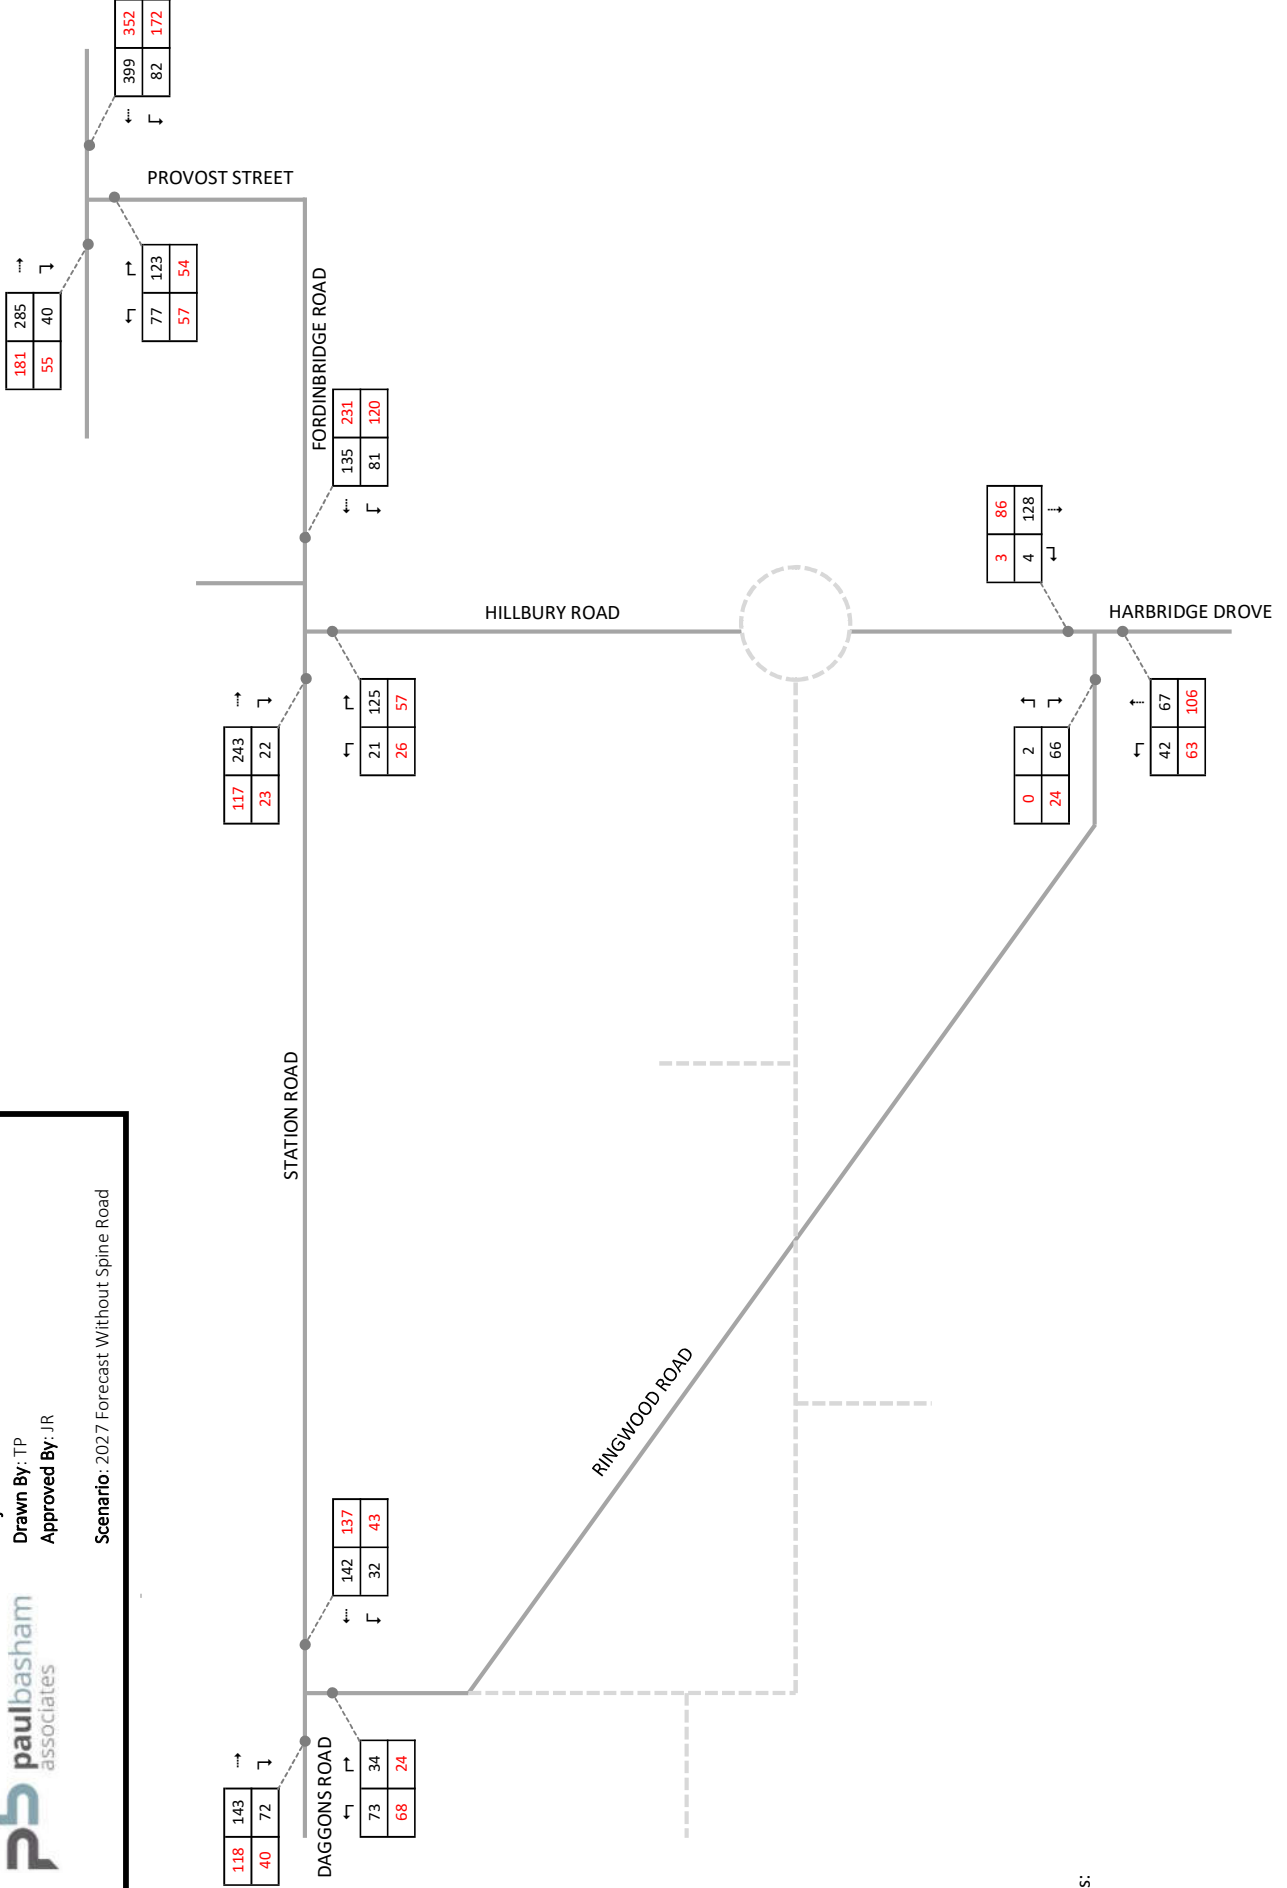 352
399
172
82
PROVOST STREET
181 285
55 40
77 123
57 54
FORDINBRIDGE ROAD
135 231
81 120
HILLBURY ROAD
117 243
23 22
21 125
26 57
3 86
4 128
HARBRIDGE DROVE
0 2
24 66
42 67
63 106
STATION ROAD
RINGWOOD ROAD
142 137
32 43
118 143
40 72
DAGGONS ROAD
73 34
68 24
pb paulbasham
associates
Drawn By: TP
Approved By: JR
Scenario: 2027 Forecast Without Spine Road
s: